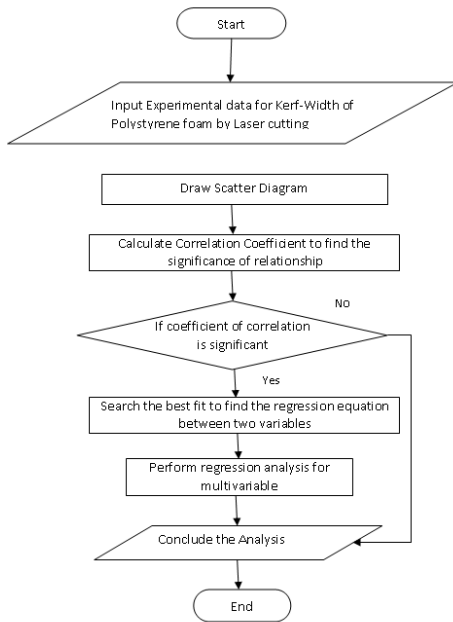 Start
Input Experimental data for Kerf-Width of
Polystyrene foam by Laser cutting
Draw Scatter Diagram
Calculate Correlation Coefficient to find the
significance of relationship
No
If coefficient of correlation
is significant
Yes
Search the best fit to find the regression equation
between two variables
Perform regression analysis for
multivariable
Conclude the Analysis
End